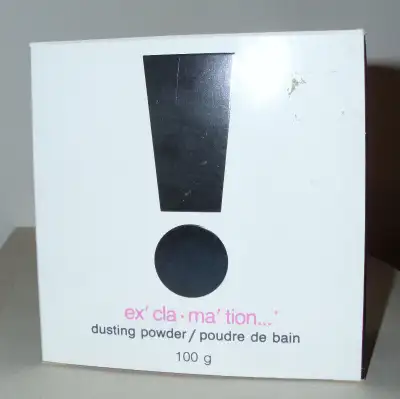 ex' cla·ma' tion...'
dusting powder/poudre de bain
100 g